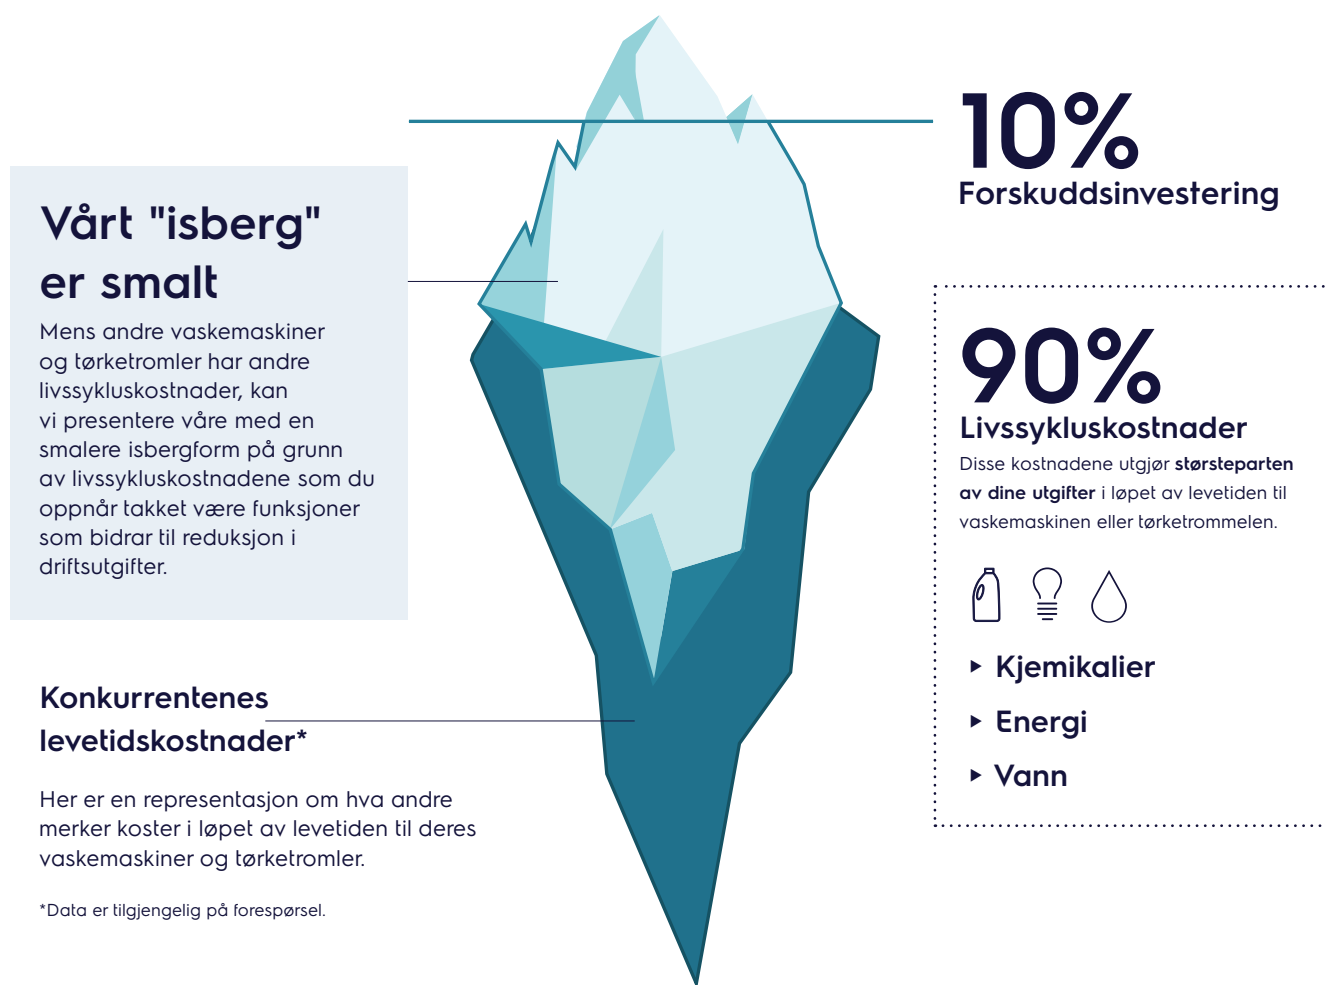 10%
Forskuddsinvestering
Vårt "isberg"
er smalt
Mens andre vaskemaskiner
og tørketromler har andre
livssykluskostnader, kan
vi presentere våre med en
smalere isbergform på grunn
av livssykluskostnadene som du
oppnår takket være funksjoner
som bidrar til reduksjon i
driftsutgifter.
90%
Livssykluskostnader
Disse kostnadene utgjør størsteparten
av dine utgifter i løpet av levetiden til
vaskemaskinen eller tørketrommelen.
Kjemikalier
Energi
Vann
Konkurrentenes
levetidskostnader*
Her er en representasjon om hva andre
merker koster i løpet av levetiden til deres
vaskemaskiner og tørketromler.
*Data er tilgjengelig på forespørsel.